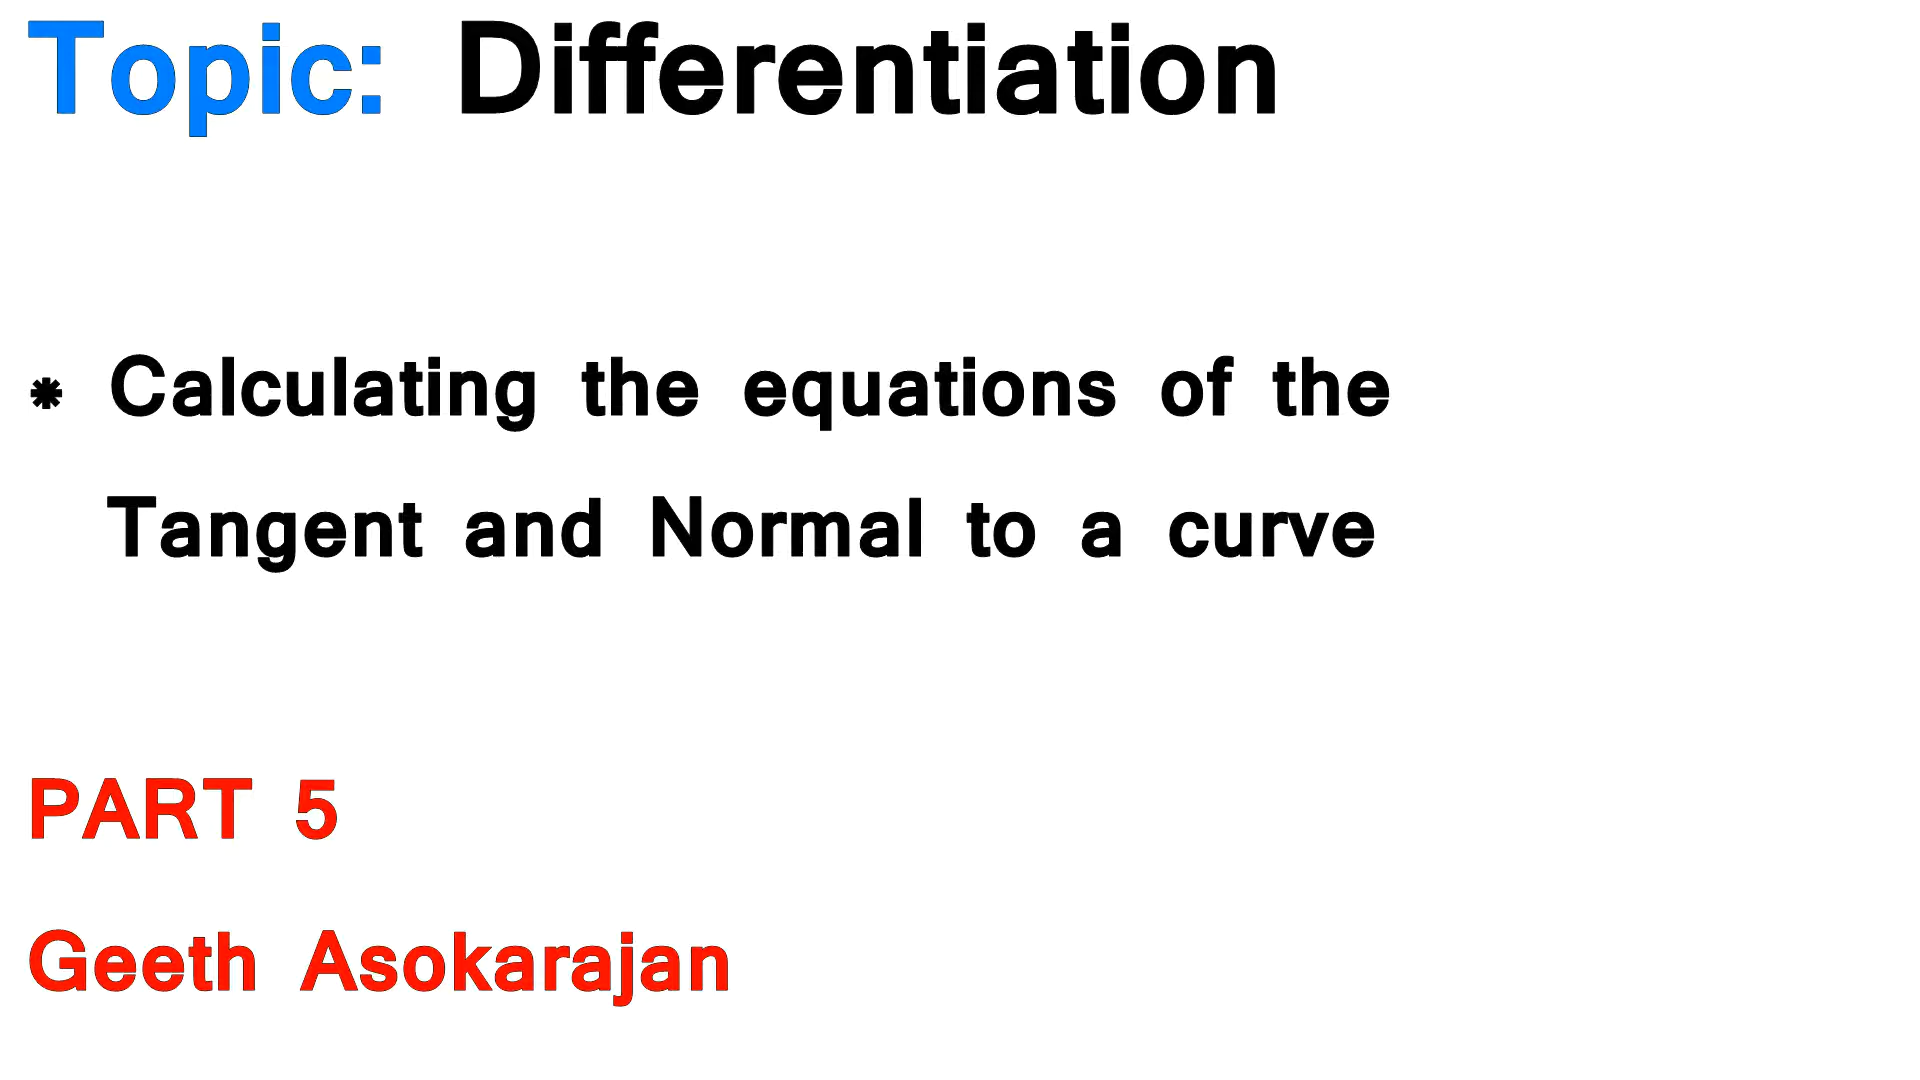 Topic: Differentiation
* Calculating the equations of the
Tangent and Normal to a curve
PART 5
Geeth Asokarajan